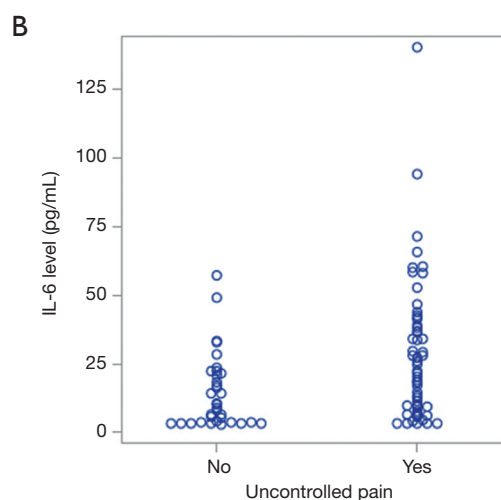 B
125
100
75
50
25
0
IL-6 level (pg/mL)
No Yes
Uncontrolled pain